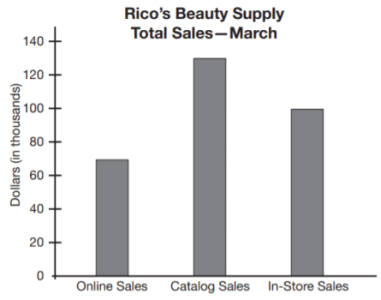 Rico’s Beauty Supply
Total Sales—March
Dollars (in thousands)
140
120
100
80
60
40
20
0
Online Sales Catalog Sales In-Store Sales